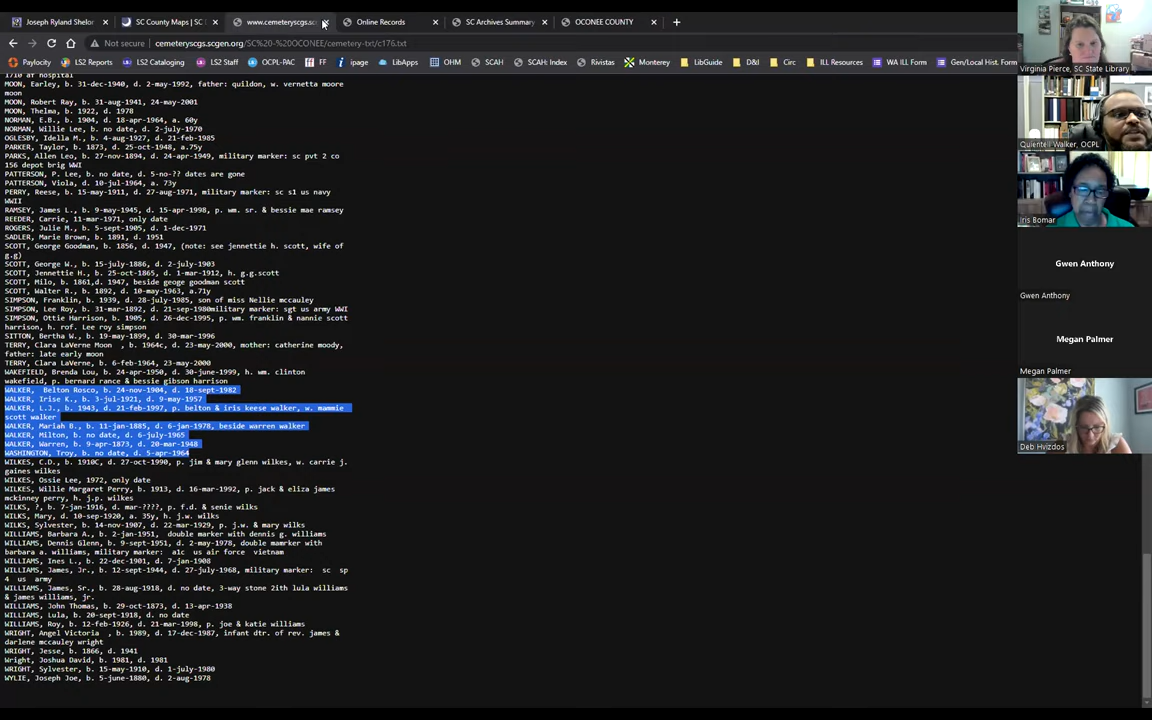 Joseph Ryland Shelor
SC County Maps | SC
www.cemeteryscgs.sc
Online Records
SC Archives Summary
OCONEE COUNTY
Not secure
cemeteryscgs.scgen.org/SC%20-%20OCONEE/cemetery-txt/c176.txt
Paylocity LS2 Reports LS2 Cataloging LS2 Staff OCPL-PAC FF ipage LibApps OHM SCAH SCAH: Index Rivistas Monterey LibGuide D&I Circ ILL Resources WA ILL Form Gen/Local Hist. Form
1/10 af hospital
MOON, Earley, b. 31-dec-1940, d. 2-may-1992, father: quildon, w. vernetta moore
moon
MOON, Robert Ray, b. 31-aug-1941, 24-may-2001
MOON, Thelma, b. 1922, d. 1978
NORMAN, E.B., b. 1904, d. 18-apr-1964, a. 60y
NORMAN, Willie Lee, b. no date, d. 2-july-1970
OGLESBY, Idella M., b. 4-aug-1927, d. 21-feb-1985
PARKER, Taylor, b. 1873, d. 25-oct-1948, a.75y
PARKS, Allen Leo, b. 27-nov-1894, d. 24-apr-1949, military marker: sc pvt 2 co
156 depot brig WWI
PATTERSON, P. Lee, b. no date, d. 5-no-?? dates are gone
PATTERSON, Viola, d. 10-jul-1964, a. 73y
PERRY, Reese, b. 15-may-1911, d. 27-aug-1971, military marker: sc s1 us navy
WWII
RAMSEY, James L., b. 9-may-1945, d. 15-apr-1998, p. wm. sr. & bessie mae ramsey
REEDER, Carrie, 11-mar-1971, only date
ROGERS, Julie M., b. 5-sept-1905, d. 1-dec-1971
SADLER, Marie Brown, b. 1891, d. 1951
SCOTT, George Goodman, b. 1856, d. 1947, (note: see jennettie h. scott, wife of
g.g)
SCOTT, George W., b. 15-july-1886, d. 2-july-1903
SCOTT, Jennettie H., b. 25-oct-1865, d. 1-mar-1912, h. g.g.scott
SCOTT, Milo, b. 1861,d. 1947, beside geoge goodman scott
SCOTT, Walter R., b. 1892, d. 10-may-1963, a.71y
SIMPSON, Franklin, b. 1939, d. 28-july-1985, son of miss Nellie mccauley
SIMPSON, Lee Roy, b. 31-mar-1892, d. 21-sep-1980military marker: sgt us army WWI
SIMPSON, Ottie Harrison, b. 1905, d. 26-dec-1995, p. wm. franklin & nannie scott
harrison, h. rof. Lee roy simpson
SITTON, Bertha W., b. 19-may-1899, d. 30-mar-1996
TERRY, Clara LaVerne Moon , b. 1964c, d. 23-may-2000, mother: catherine moody,
father: late early moon
TERRY, Clara LaVerne, b. 6-feb-1964, 23-may-2000
WAKEFIELD, Brenda Lou, b. 24-apr-1950, d. 30-june-1999, h. wm. clinton
wakefield, p. bernard rance & bessie gibson harrison
WALKER, Belton Rosco, b. 24-nov-1904, d. 18-sept-1982
WALKER, Irise K., b. 3-jul-1921, d. 9-may-1957
WALKER, L.J., b. 1943, d. 21-feb-1997, p. belton & iris keese walker, w. mammie
scott walker
WALKER, Mariah B., b. 11-jan-1885, d. 6-jan-1978, beside warren walker
WALKER, Milton, b. no date, d. 6-july-1965
WALKER, Warren, b. 9-apr-1873, d. 20-mar-1948
WASHINGTON, Troy, b. no date, d. 5-apr-1964
WILKES, C.D., b. 1910C, d. 27-oct-1990, p. jim & mary glenn wilkes, w. carrie j.
gaines wilkes
WILKES, Ossie Lee, 1972, only date
WILKES, Willie Margaret Perry, b. 1913, d. 16-mar-1992, p. jack & eliza james
mckinney perry, h. j.p. wilkes
WILKS, ?, b. 7-jan-1916, d. mar-????, p. f.d. & senie wilks
WILKS, Mary, d. 10-sep-1920, a. 35y, h. j.w. wilks
WILKS, Sylvester, b. 14-nov-1907, d. 22-mar-1929, p. j.w. & mary wilks
WILLIAMS, Barbara A., b. 2-jan-1951, double marker with dennis g. williams
WILLIAMS, Dennis Glenn, b. 9-sept-1951, d. 2-may-1978, double mamrker with
barbara a. williams, military marker: a1c us air force vietnam
WILLIAMS, Ines L., b. 22-dec-1901, d. 7-jan-1908
WILLIAMS, James, Jr., b. 12-sept-1944, d. 27-july-1968, military marker: sc sp
4 us army
WILLIAMS, James, Sr., b. 28-aug-1918, d. no date, 3-way stone 2ith lula williams
& james williams, jr.
WILLIAMS, John Thomas, b. 29-oct-1873, d. 13-apr-1938
WILLIAMS, Lula, b. 20-sept-1918, d. no date
WILLIAMS, Roy, b. 12-feb-1926, d. 21-mar-1998, p. joe & katie williams
WRIGHT, Angel Victoria , b. 1989, d. 17-dec-1987, infant dtr. of rev. james &
darlene mccauley wright
WRIGHT, Jesse, b. 1866, d. 1941
Wright, Joshua David, b. 1981, d. 1981
WRIGHT, Sylvester, b. 15-may-1910, d. 1-july-1980
WYLIE, Joseph Joe, b. 5-june-1880, d. 2-aug-1978
Virginia Pierce, SC State Library
Quientell Walker, OCPL
Iris Bomar
Gwen Anthony
Gwen Anthony
Megan Palmer
Megan Palmer
Deb Hvizdos